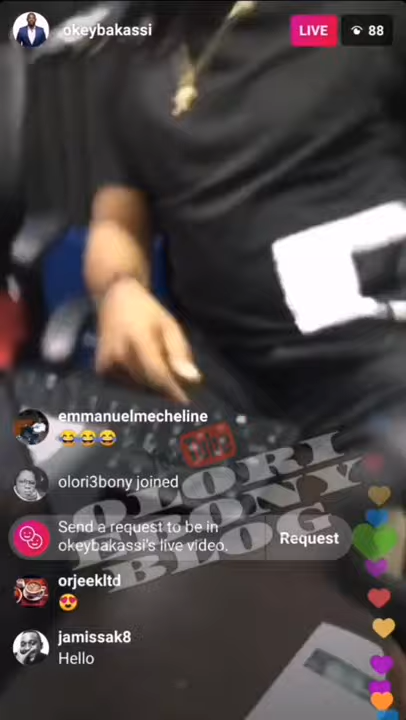 okeybakassi
LIVE
88
emmanuelmecheline
😂😂😂
olori3bony joined
Send a request to be in
okeybakassi's live video.
Request
orjeekltd
😍
jamissak8
Hello
OLORI
EBONY
BLOG